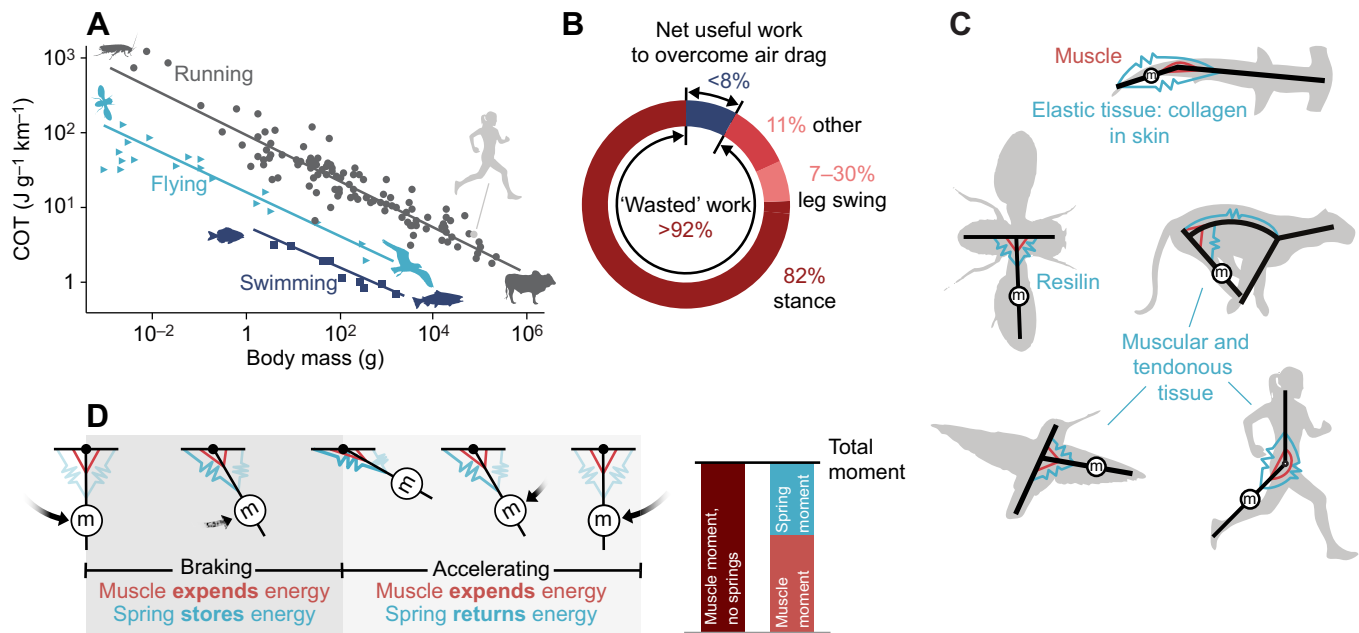 A
COT (J g⁻¹ km⁻¹)
10³
10²
10¹
1
Running
Flying
Swimming
10⁻²
1
10²
10⁴
10⁶
Body mass (g)
B
Net useful work
to overcome air drag
<8%
11% other
7–30%
leg swing
‘Wasted’ work
>92%
82%
stance
C
Muscle
m
Elastic tissue: collagen
in skin
Resilin
m
m
Muscular and
tendonous
tissue
m
m
D
m
m
m
m
m
Braking
Muscle expends energy
Spring stores energy
Accelerating
Muscle expends energy
Spring returns energy
Total
moment
Muscle moment,
no springs
Spring
moment
Muscle
moment